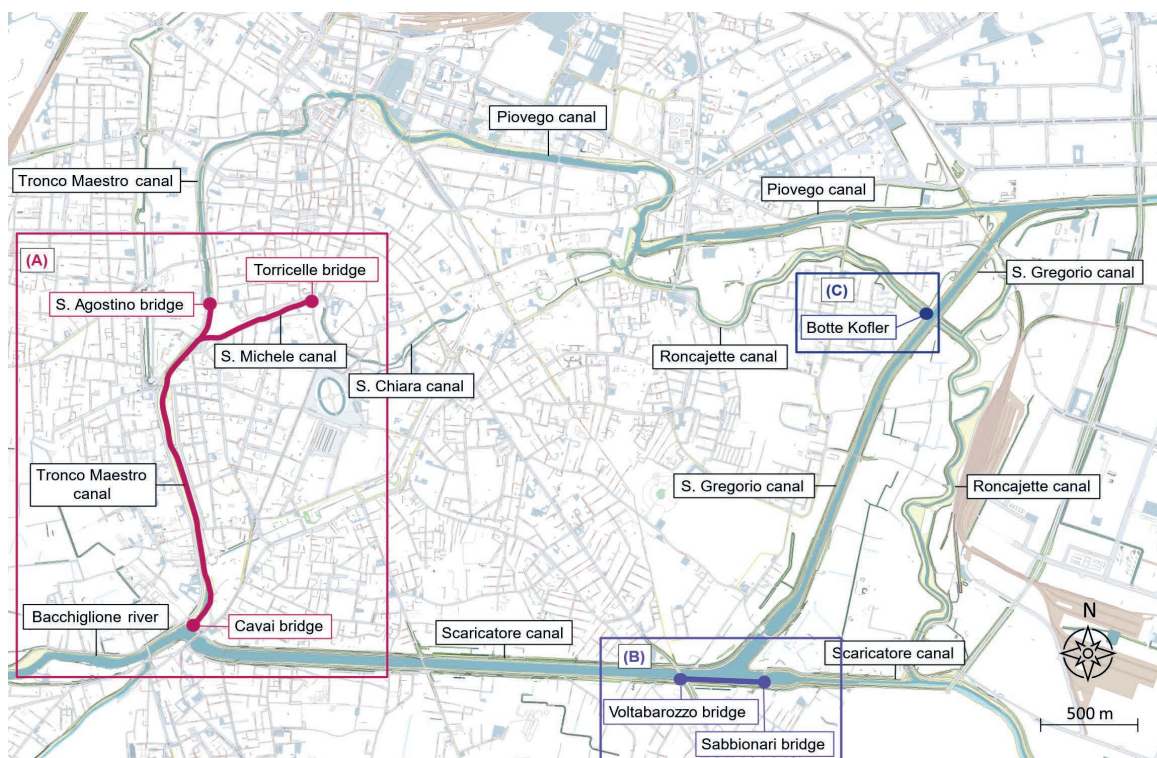 Piovego canal
Tronco Maestro canal
Piovego canal
(A)
Torricelle bridge
S. Gregorio canal
(C)
S. Agostino bridge
Botte Kofler
S. Michele canal
Roncajette canal
S. Chiara canal
Tronco Maestro
canal
S. Gregorio canal
Roncajette canal
Bacchiglione river
Cavai bridge
Scaricatore canal
N
(B)
Scaricatore canal
Voltabarozzo bridge
500 m
Sabbionari bridge